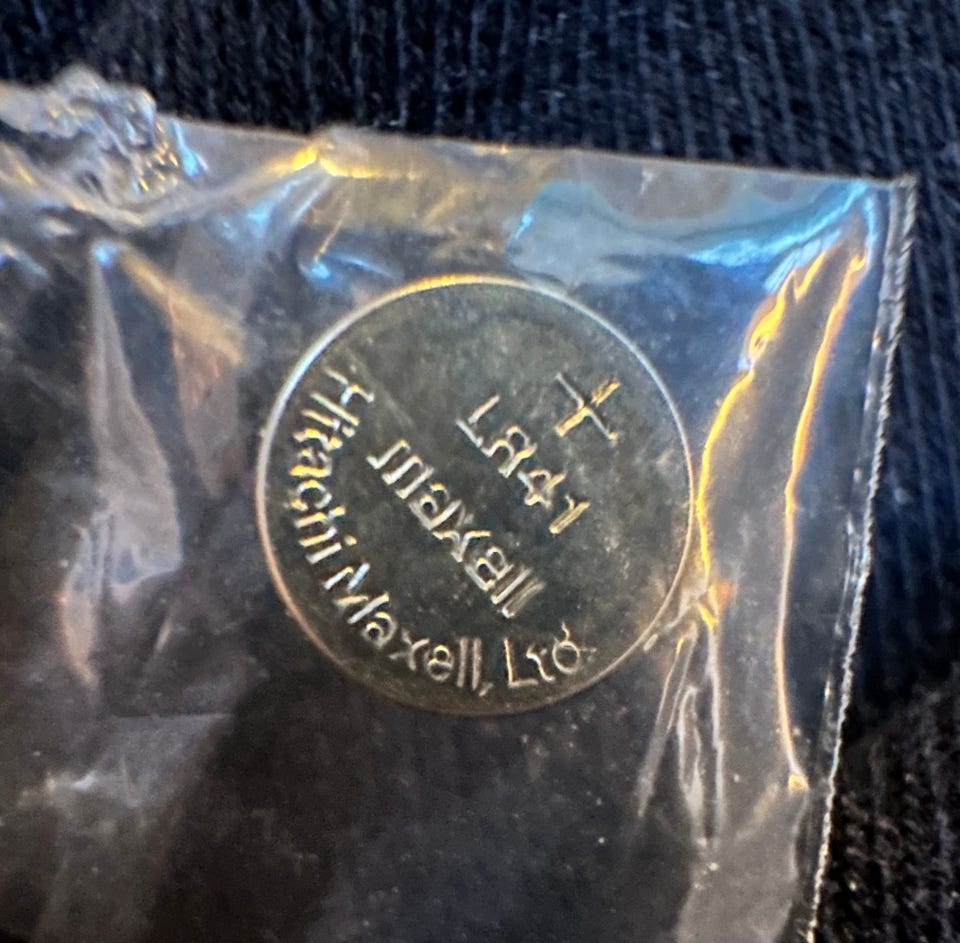 +
LR41
maxell
Hitachi Maxell, Ltd.